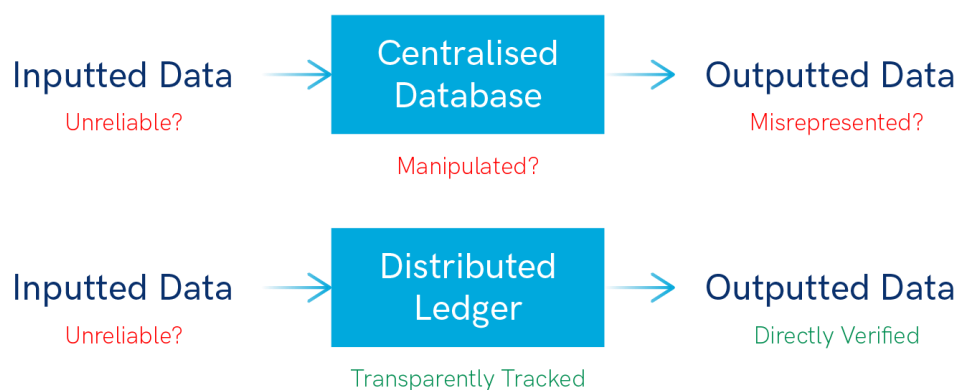 Inputted Data
Centralised
Database
Outputted Data
Unreliable?
Manipulated?
Misrepresented?
Inputted Data
Distributed
Ledger
Outputted Data
Unreliable?
Transparently Tracked
Directly Verified